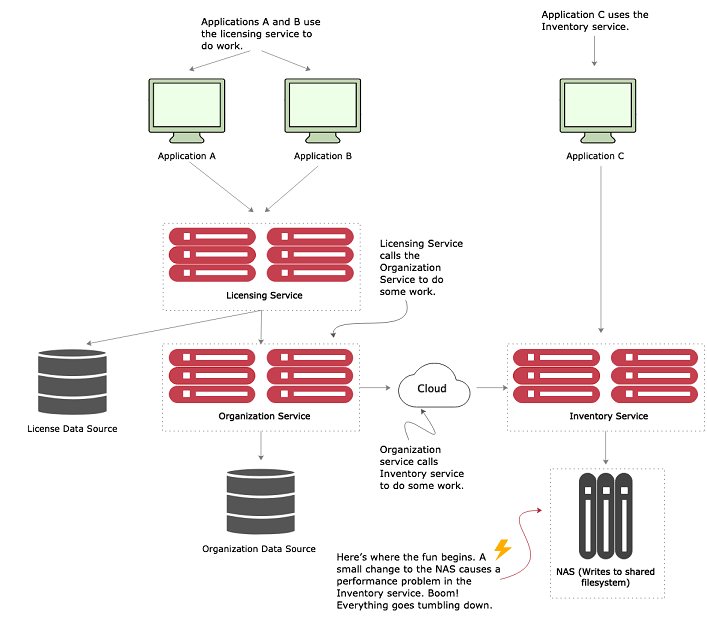 Applications A and B use
the licensing service to
do work.
Application C uses the
Inventory service.
Application A
Application B
Application C
Licensing Service
Licensing Service
calls the
Organization
Service to do
some work.
License Data Source
Organization Service
Cloud
Inventory Service
Organization
service calls
Inventory service
to do some work.
Organization Data Source
Here's where the fun begins. A
small change to the NAS causes a
performance problem in the
Inventory service. Boom!
Everything goes tumbling down.
NAS (Writes to shared
filesystem)